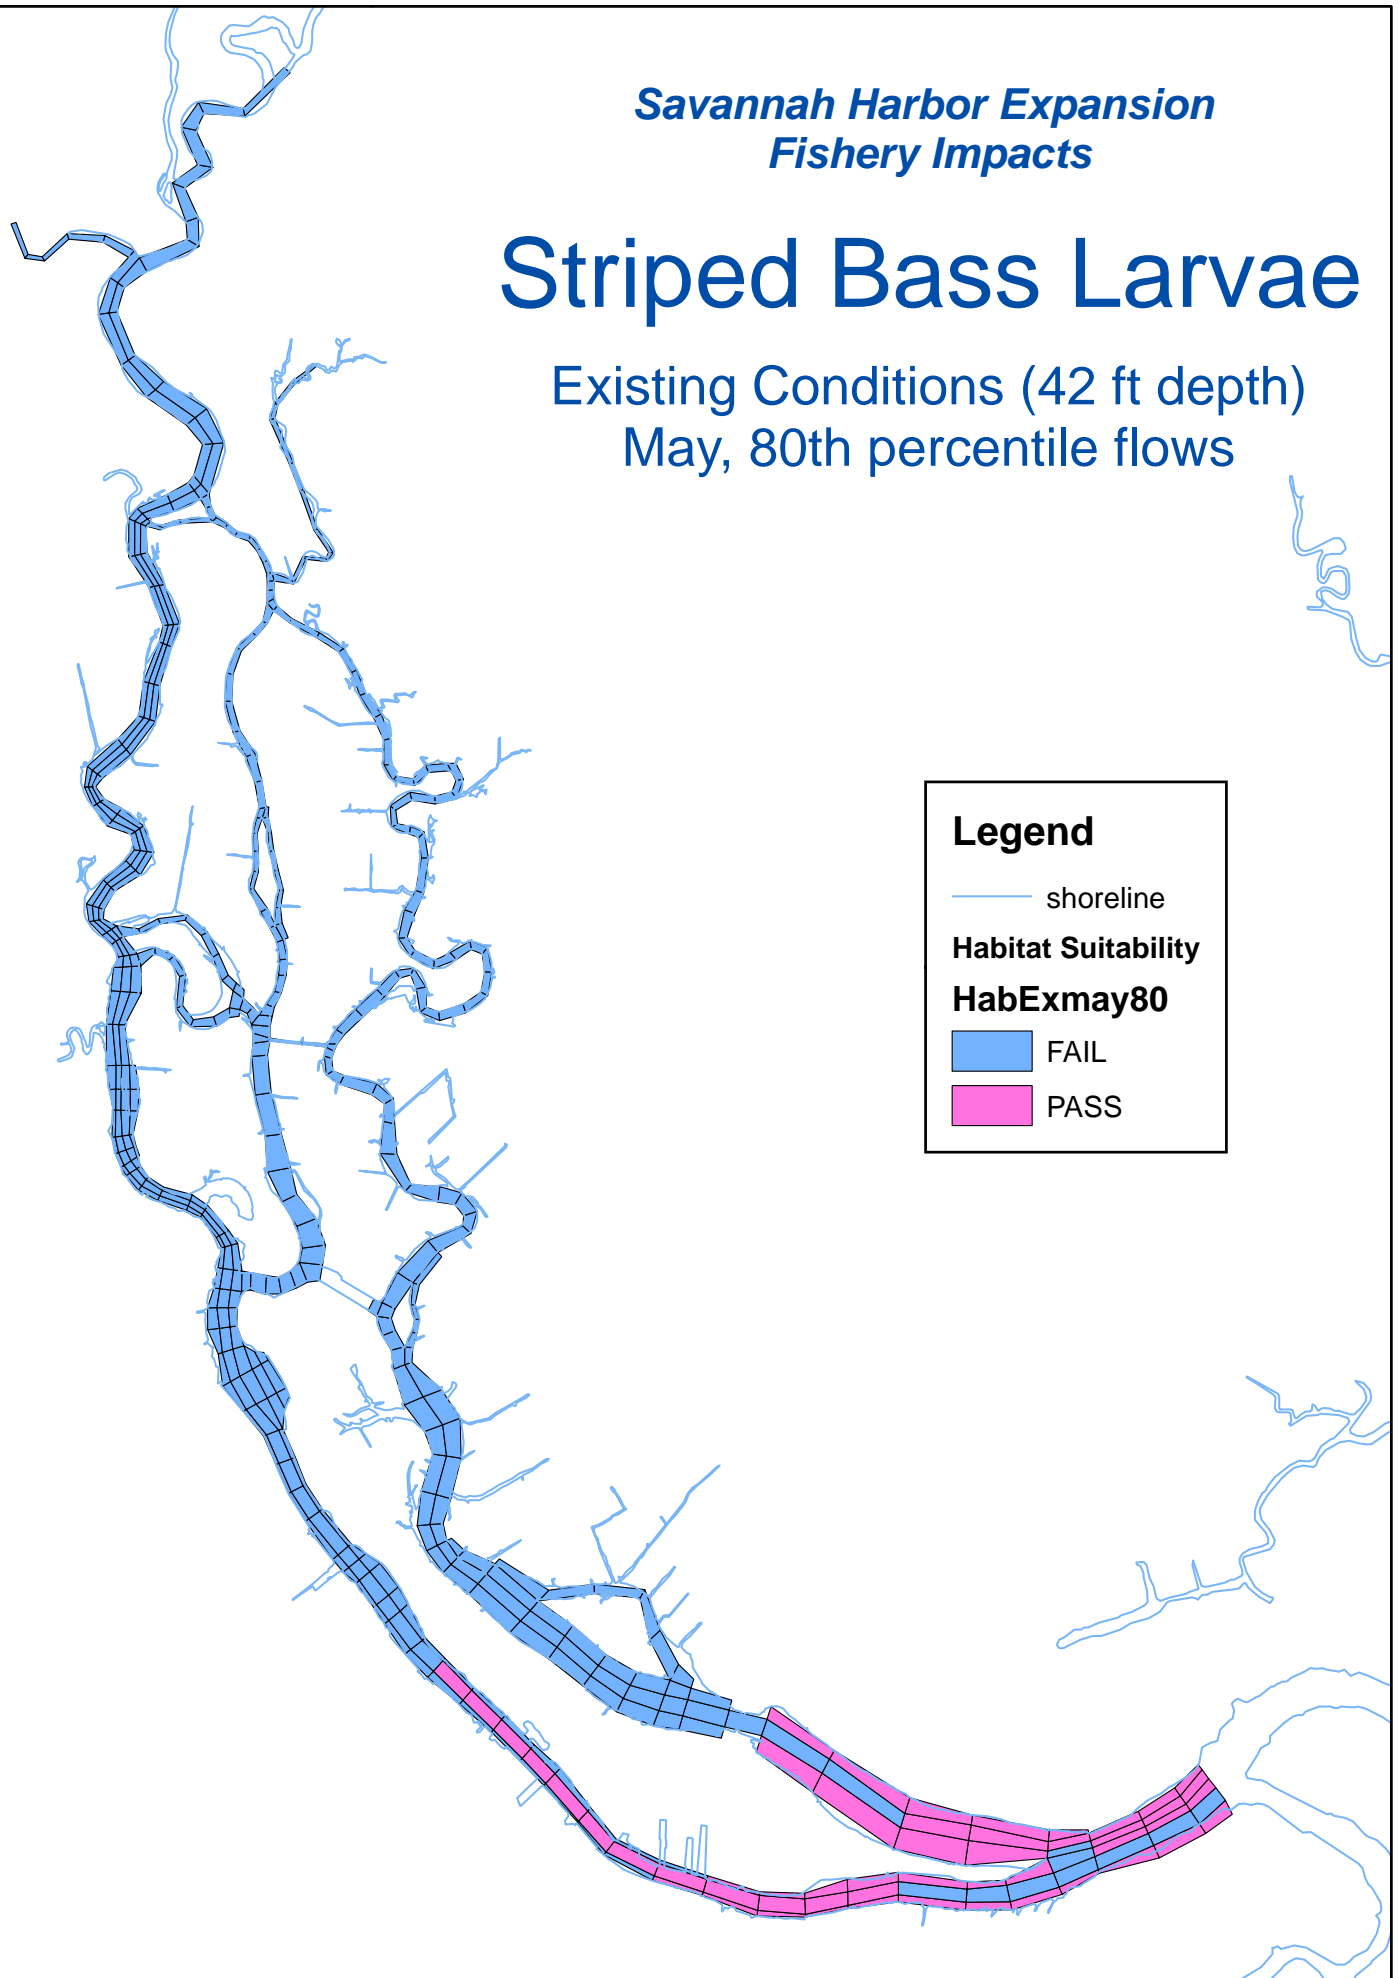 Savannah Harbor Expansion
Fishery Impacts
Striped Bass Larvae
Existing Conditions (42 ft depth)
May, 80th percentile flows
Legend
shoreline
Habitat Suitability
HabExmay80
FAIL
PASS